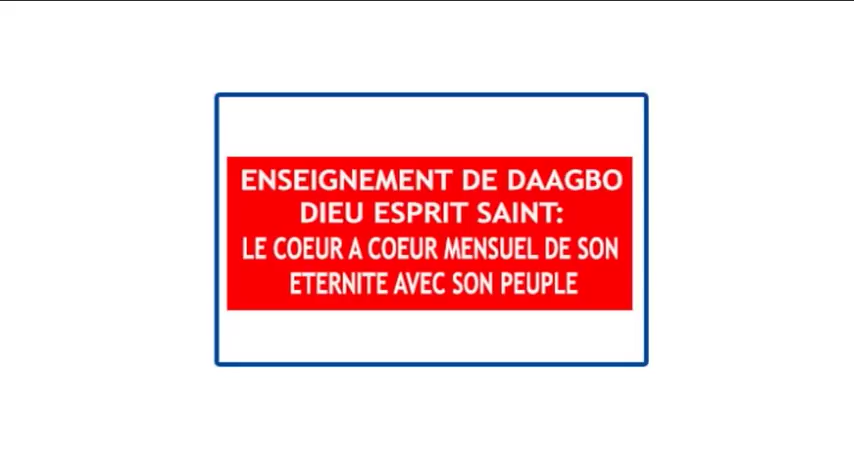 ENSEIGNEMENT DE DAAGBO
DIEU ESPRIT SAINT:
LE COEUR A COEUR MENSUEL DE SON
ETERNITE AVEC SON PEUPLE